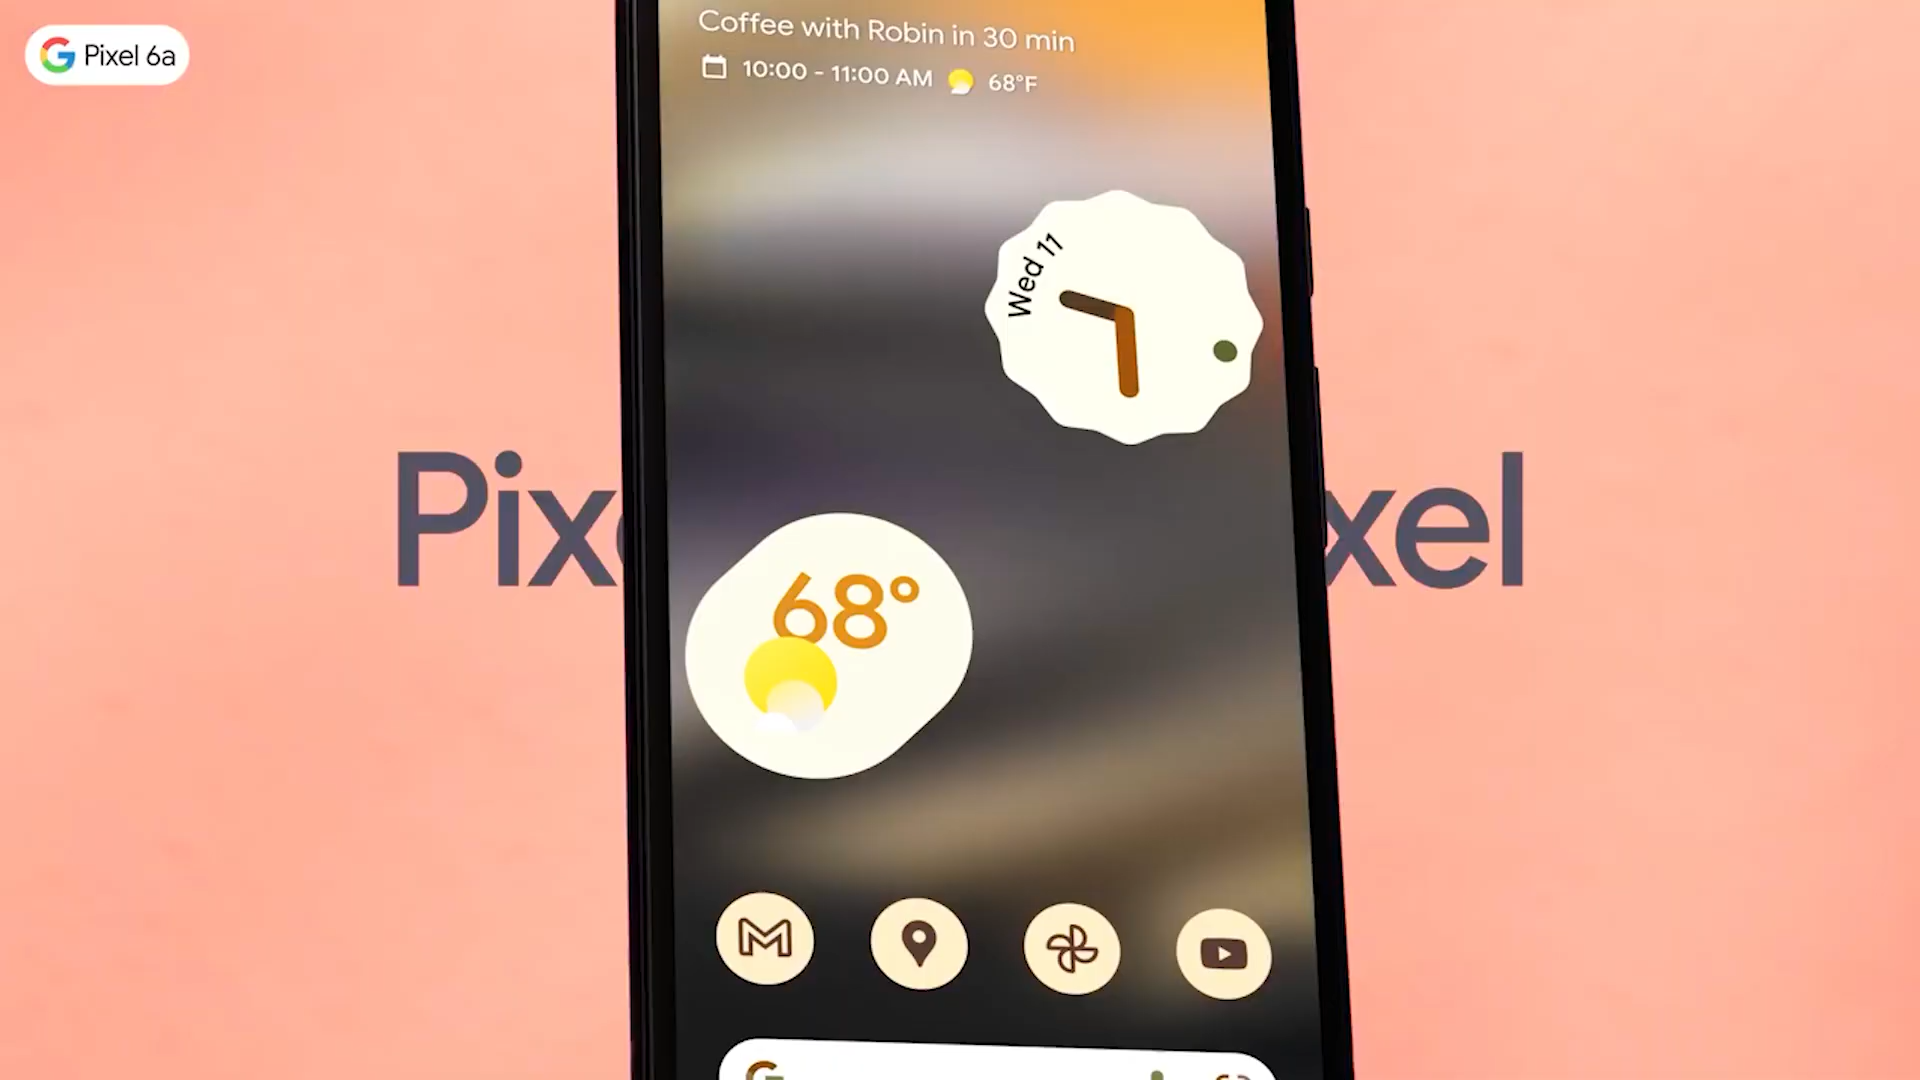 Pixel 6a
Coffee with Robin in 30 min
10:00 - 11:00 AM 68°F
Wed 11
68°
Pix
xel